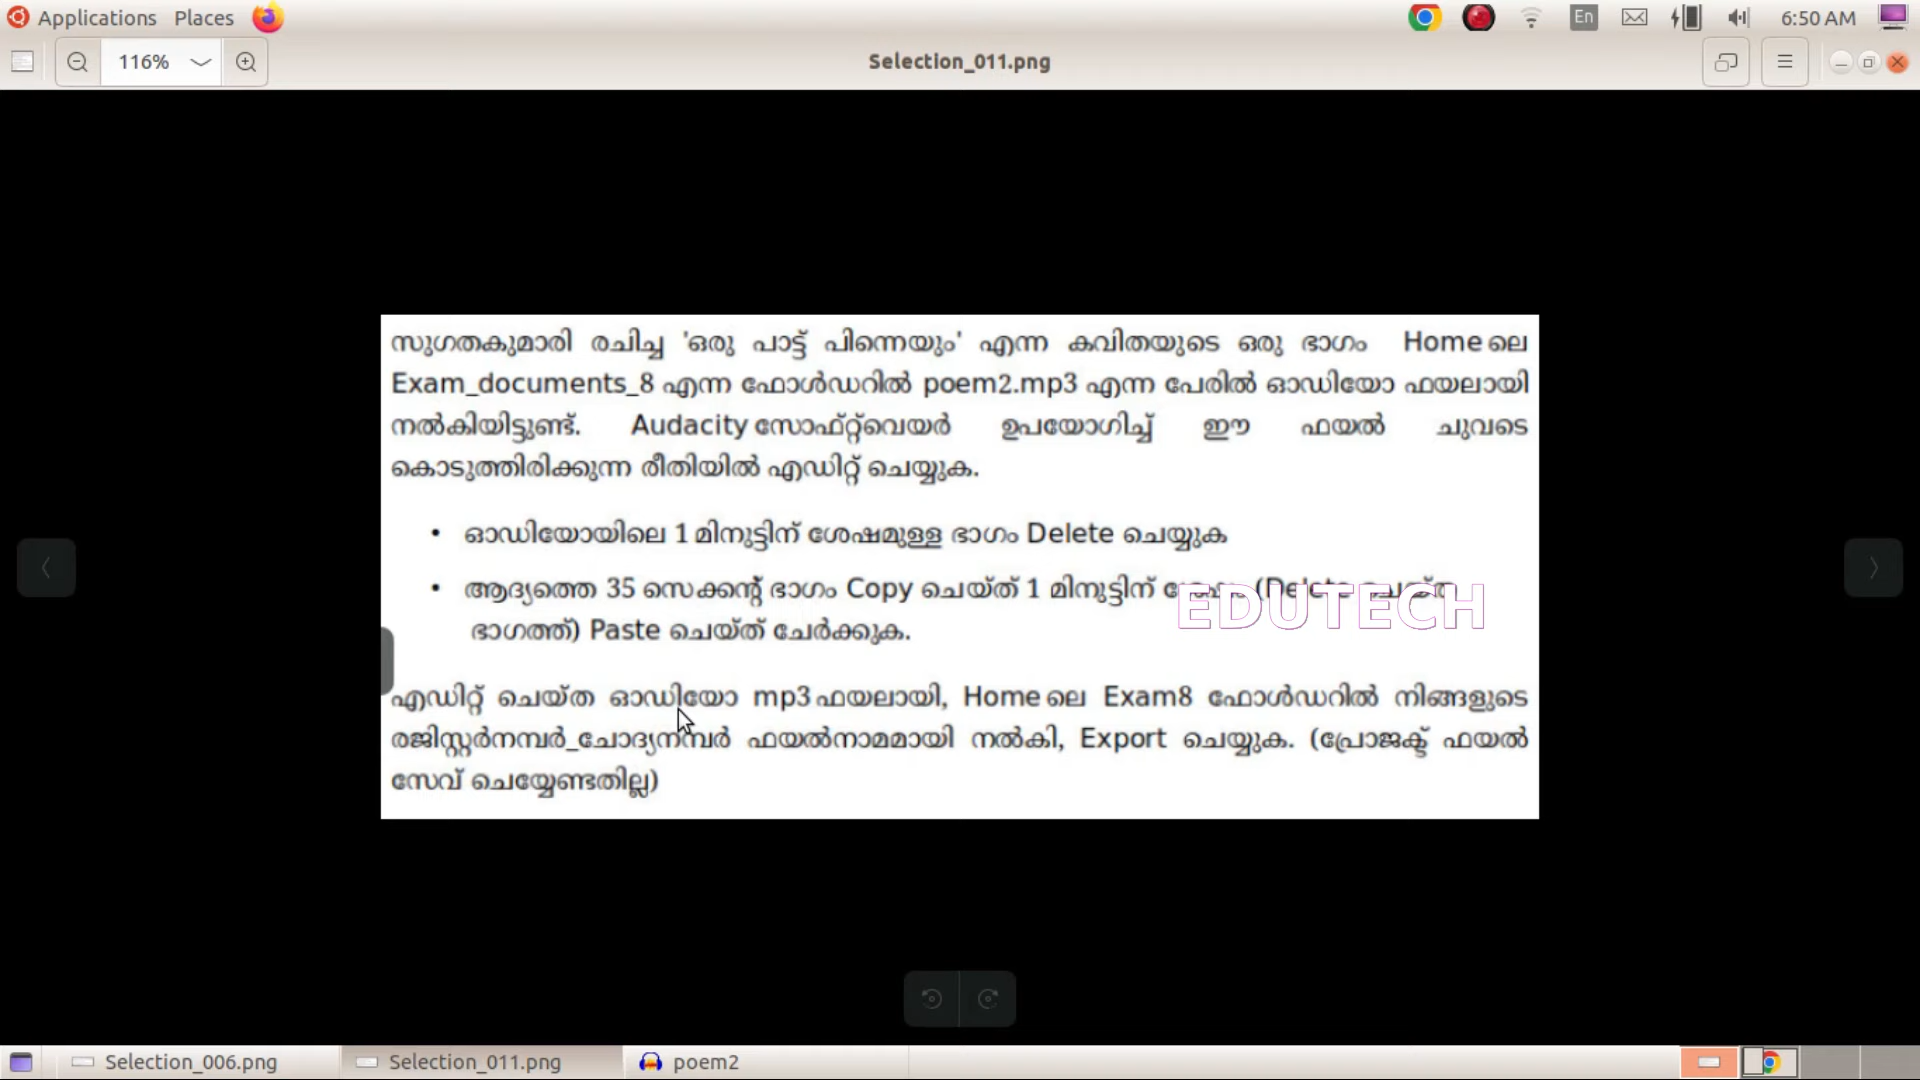 Applications Places En 6:50 AM
116% Selection_011.png
സുഗതകുമാരി രചിച്ച 'ഒരു പാട്ട് പിന്നെയും' എന്ന കവിതയുടെ ഒരു ഭാഗം Home ലെ
Exam_documents_8 എന്ന ഫോൾഡറിൽ poem2.mp3 എന്ന പേരിൽ ഓഡിയോ ഫയലായി
നൽകിയിട്ടുണ്ട്. Audacity സോഫ്റ്റ്‌വെയർ ഉപയോഗിച്ച് ഈ ഫയൽ ചുവടെ
കൊടുത്തിരിക്കുന്ന രീതിയിൽ എഡിറ്റ് ചെയ്യുക.
• ഓഡിയോയിലെ 1 മിനുട്ടിന് ശേഷമുള്ള ഭാഗം Delete ചെയ്യുക
• ആദ്യത്തെ 35 സെക്കന്റ് ഭാഗം Copy ചെയ്ത് 1 മിനുട്ടിന് ശേഷം (Delete ചെയ്ത
EDUTECH
ഭാഗത്ത്) Paste ചെയ്ത് ചേർക്കുക.
എഡിറ്റ് ചെയ്ത ഓഡിയോ mp3 ഫയലായി, Home ലെ Exam8 ഫോൾഡറിൽ നിങ്ങളുടെ
രജിസ്റ്റർനമ്പർ_ചോദ്യനമ്പർ ഫയൽനാമമായി നൽകി, Export ചെയ്യുക. (പ്രോജക്ട് ഫയൽ
സേവ് ചെയ്യേണ്ടതില്ല)
Selection_006.png Selection_011.png poem2